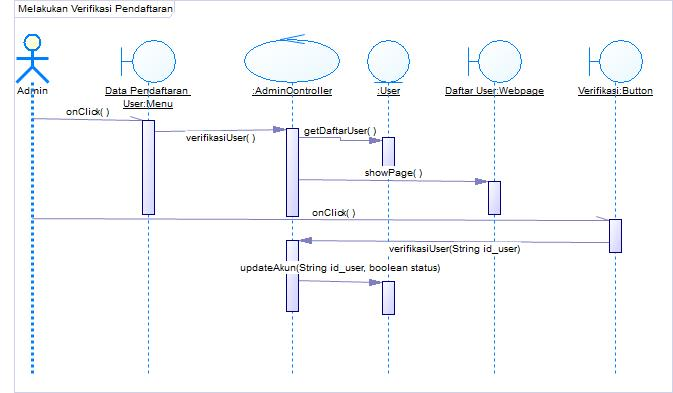 Melakukan Verifikasi Pendaftaran
Admin
Data Pendaftaran
User:Menu
:AdminController
:User
Daftar User:Webpage
Verifikasi:Button
onClick( )
verifikasiUser( )
getDaftarUser( )
showPage( )
onClick( )
verifikasiUser(String id_user)
updateAkun(String id_user, boolean status)